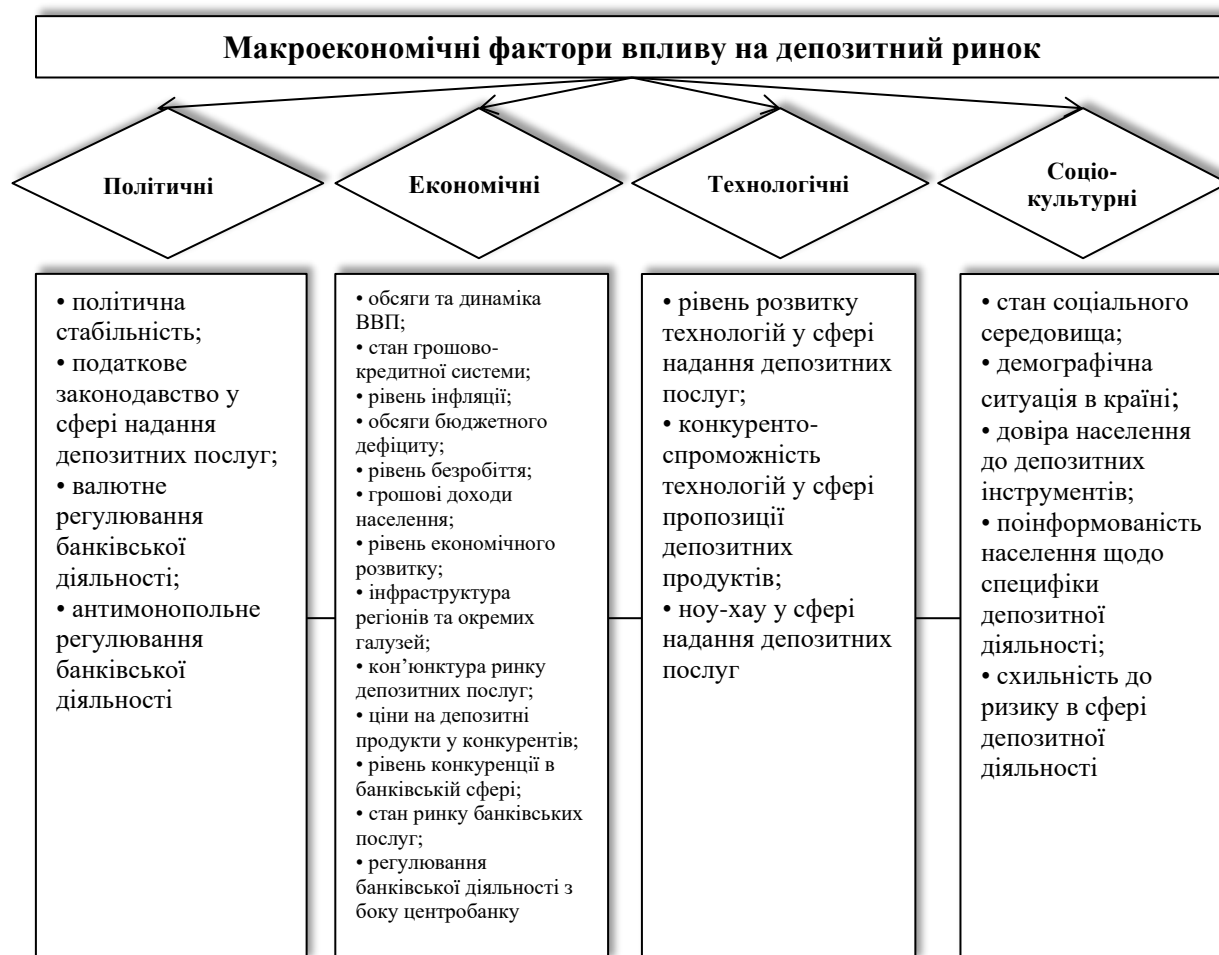 Макроекономічні фактори впливу на депозитний ринок
Політичні
Економічні
Технологічні
Соціо-
культурні
• політична
стабільність;
• податкове
законодавство у
сфері надання
депозитних послуг;
• валютне
регулювання
банківської
діяльності;
• антимонопольне
регулювання
банківської
діяльності
• обсяги та динаміка
ВВП;
• стан грошово-
кредитної системи;
• рівень інфляції;
• обсяги бюджетного
дефіциту;
• рівень безробіття;
• грошові доходи
населення;
• рівень економічного
розвитку;
• інфраструктура
регіонів та окремих
галузей;
• кон’юнктура ринку
депозитних послуг;
• ціни на депозитні
продукти у конкурентів;
• рівень конкуренції в
банківській сфері;
• стан ринку банківських
послуг;
• регулювання
банківської діяльності з
боку центробанку
• рівень розвитку
технологій у сфері
надання депозитних
послуг;
• конкуренто-
спроможність
технологій у сфері
пропозиції
депозитних
продуктів;
• ноу-хау у сфері
надання депозитних
послуг
• стан соціального
середовища;
• демографічна
ситуація в країні;
• довіра населення
до депозитних
інструментів;
• поінформованість
населення щодо
специфіки
депозитної
діяльності;
• схильність до
ризику в сфері
депозитної
діяльності